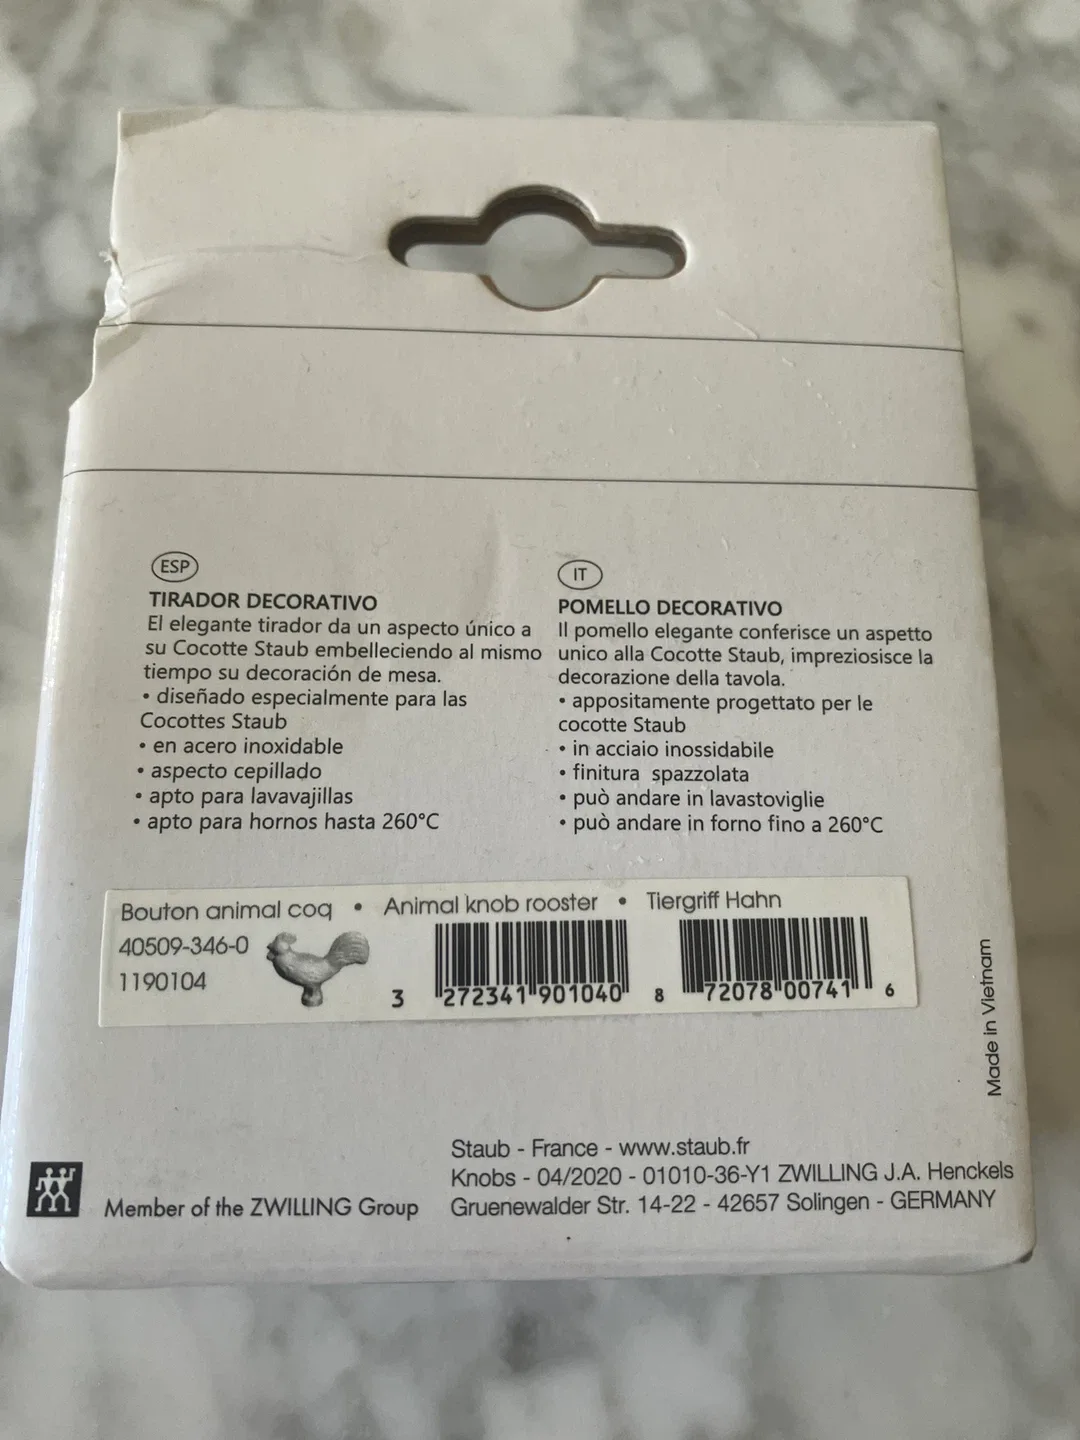 ESP
TIRADOR DECORATIVO
El elegante tirador da un aspecto único a
su Cocotte Staub embelleciendo al mismo
tiempo su decoración de mesa.
• diseñado especialmente para las
Cocottes Staub
• en acero inoxidable
• aspecto cepillado
• apto para lavavajillas
• apto para hornos hasta 260°C
IT
POMELLO DECORATIVO
Il pomello elegante conferisce un aspetto
unico alla Cocotte Staub, impreziosisce la
decorazione della tavola.
• appositamente progettato per le
cocotte Staub
• in acciaio inossidabile
• finitura spazzolata
• può andare in lavastoviglie
• può andare in forno fino a 260°C
Bouton animal coq • Animal knob rooster • Tiergriff Hahn
40509-346-0
1190104
3 272341 901040
8 72078 00741 6
Made in Vietnam
Member of the ZWILLING Group
Staub - France - www.staub.fr
Knobs - 04/2020 - 01010-36-Y1 ZWILLING J.A. Henckels
Gruenewalder Str. 14-22 - 42657 Solingen - GERMANY